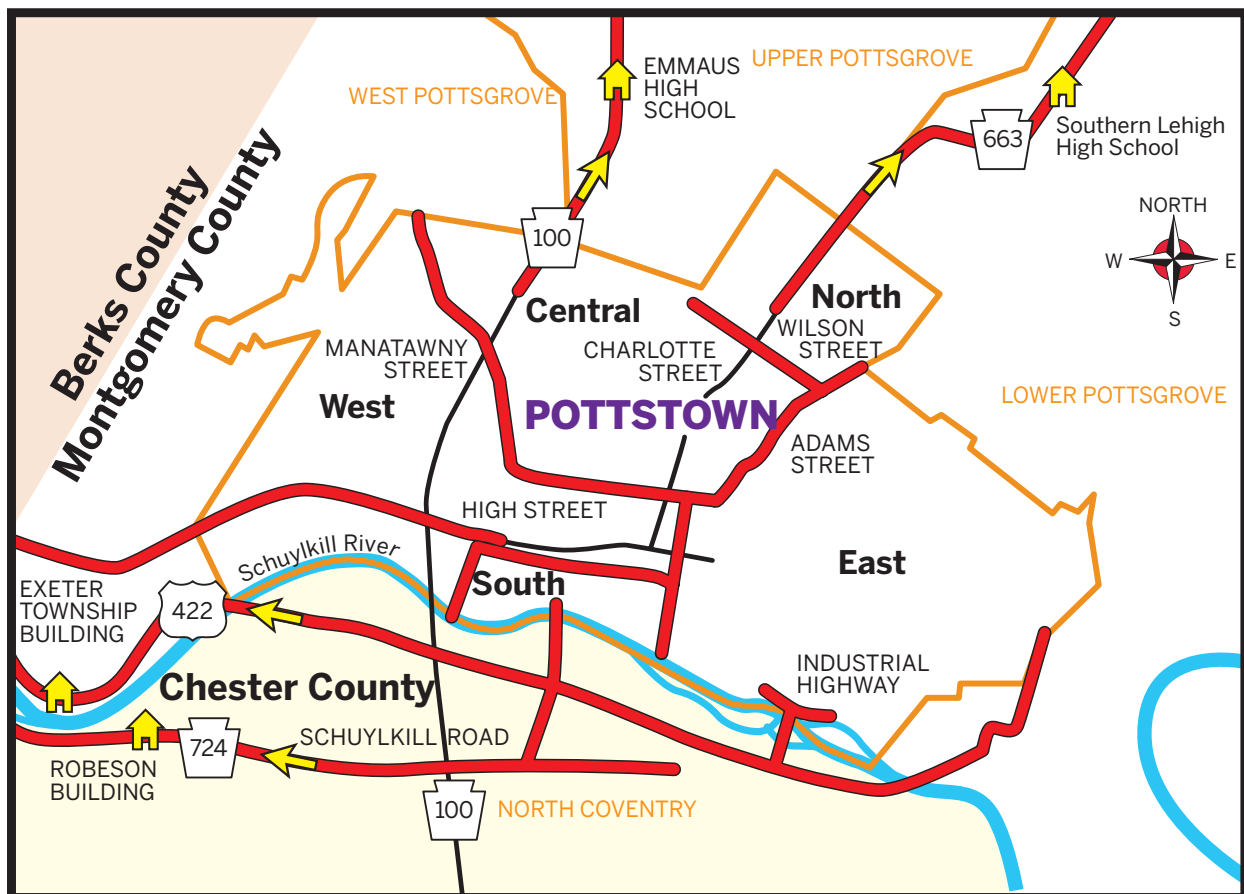 EMMAUS
HIGH
SCHOOL
UPPER POTTSGROVE
WEST POTTSGROVE
663
Southern Lehigh
High School
Berks County
Montgomery County
NORTH
W
E
S
100
Central
North
MANATAWNY
STREET
CHARLOTTE
STREET
WILSON
STREET
West
POTTSTOWN
LOWER POTTSGROVE
ADAMS
STREET
HIGH STREET
Schuylkill River
South
East
EXETER
TOWNSHIP
BUILDING
422
Chester County
INDUSTRIAL
HIGHWAY
724
SCHUYLKILL ROAD
ROBESON
BUILDING
100
NORTH COVENTRY